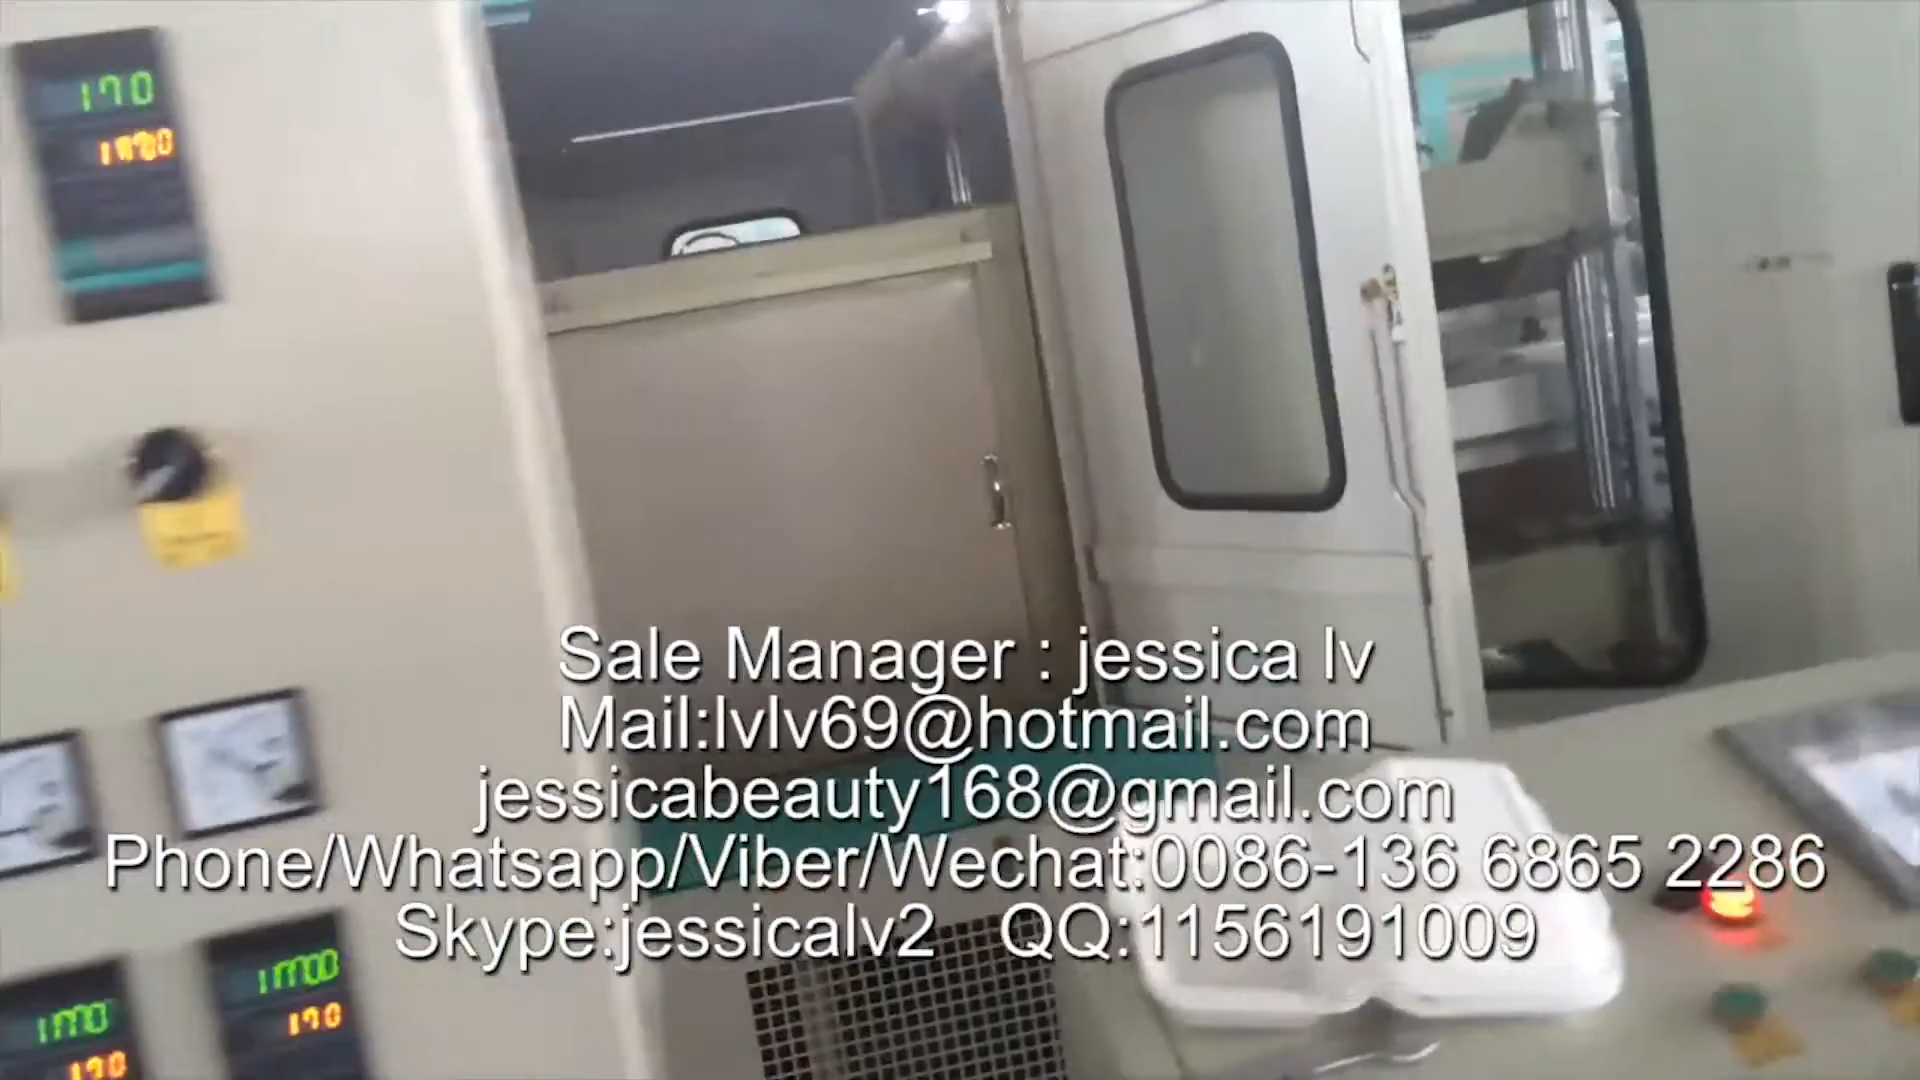 170
Sale Manager : jessica lv
Mail:lvlv69@hotmail.com
jessicabeauty168@gmail.com
Phone/Whatsapp/Viber/Wechat:0086-136 6865 2286
Skype:jessicalv2 QQ:1156191009
170